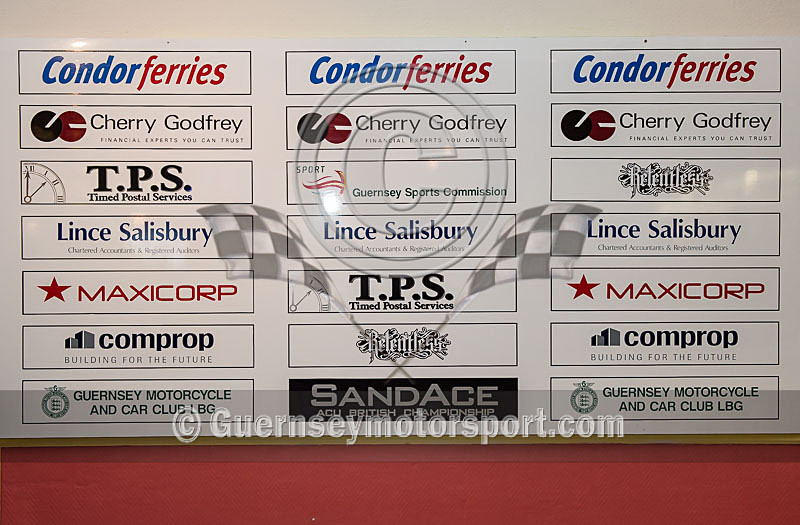 Condorferries
Condorferries
Condorferries
Cherry Godfrey
FINANCIAL EXPERTS YOU CAN TRUST
Cherry Godfrey
FINANCIAL EXPERTS YOU CAN TRUST
Cherry Godfrey
FINANCIAL EXPERTS YOU CAN TRUST
T.P.S.
Timed Postal Services
SPORT
Guernsey Sports Commission
Relentless
Lince Salisbury
Chartered Accountants & Registered Auditors
Lince Salisbury
Chartered Accountants & Registered Auditors
Lince Salisbury
Chartered Accountants & Registered Auditors
MAXICORP
T.P.S.
Timed Postal Services
MAXICORP
comprop
BUILDING FOR THE FUTURE
Relentless
comprop
BUILDING FOR THE FUTURE
GUERNSEY MOTORCYCLE
AND CAR CLUB LBG
SANDACE
ACU BRITISH CHAMPIONSHIP
GUERNSEY MOTORCYCLE
AND CAR CLUB LBG
© Guernseymotorsport.com